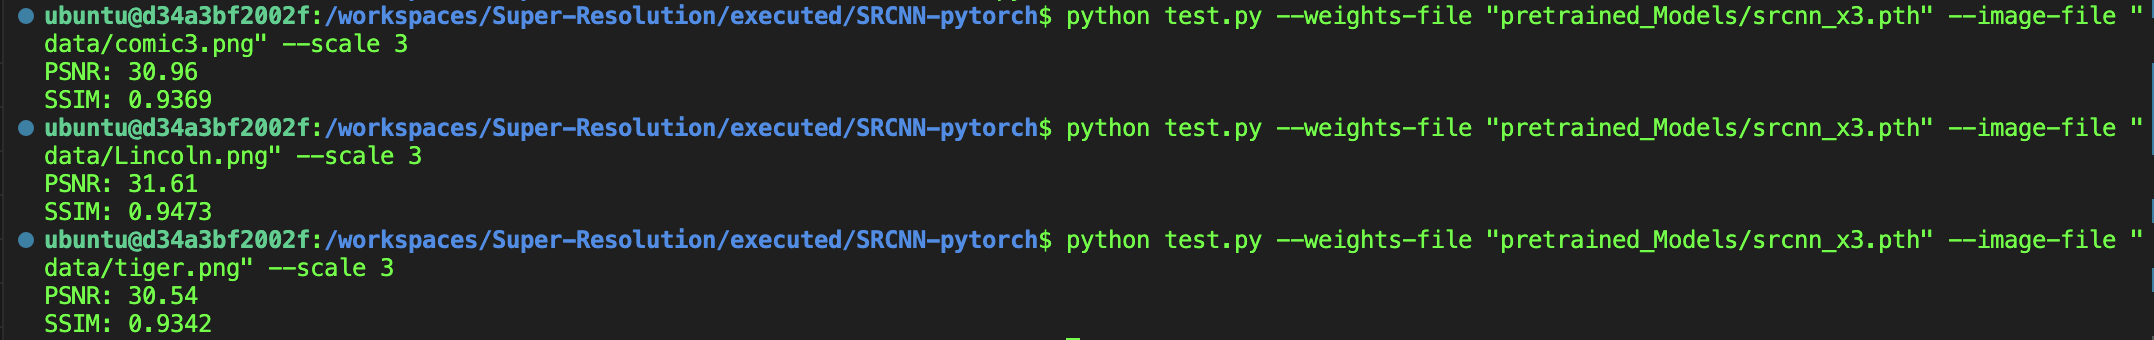 ubuntu@d34a3bf2002f:/workspaces/Super-Resolution/executed/SRCNN-pytorch$ python test.py --weights-file "pretrained_Models/srcnn_x3.pth" --image-file "
data/comic3.png" --scale 3
PSNR: 30.96
SSIM: 0.9369
ubuntu@d34a3bf2002f:/workspaces/Super-Resolution/executed/SRCNN-pytorch$ python test.py --weights-file "pretrained_Models/srcnn_x3.pth" --image-file "
data/Lincoln.png" --scale 3
PSNR: 31.61
SSIM: 0.9473
ubuntu@d34a3bf2002f:/workspaces/Super-Resolution/executed/SRCNN-pytorch$ python test.py --weights-file "pretrained_Models/srcnn_x3.pth" --image-file "
data/tiger.png" --scale 3
PSNR: 30.54
SSIM: 0.9342